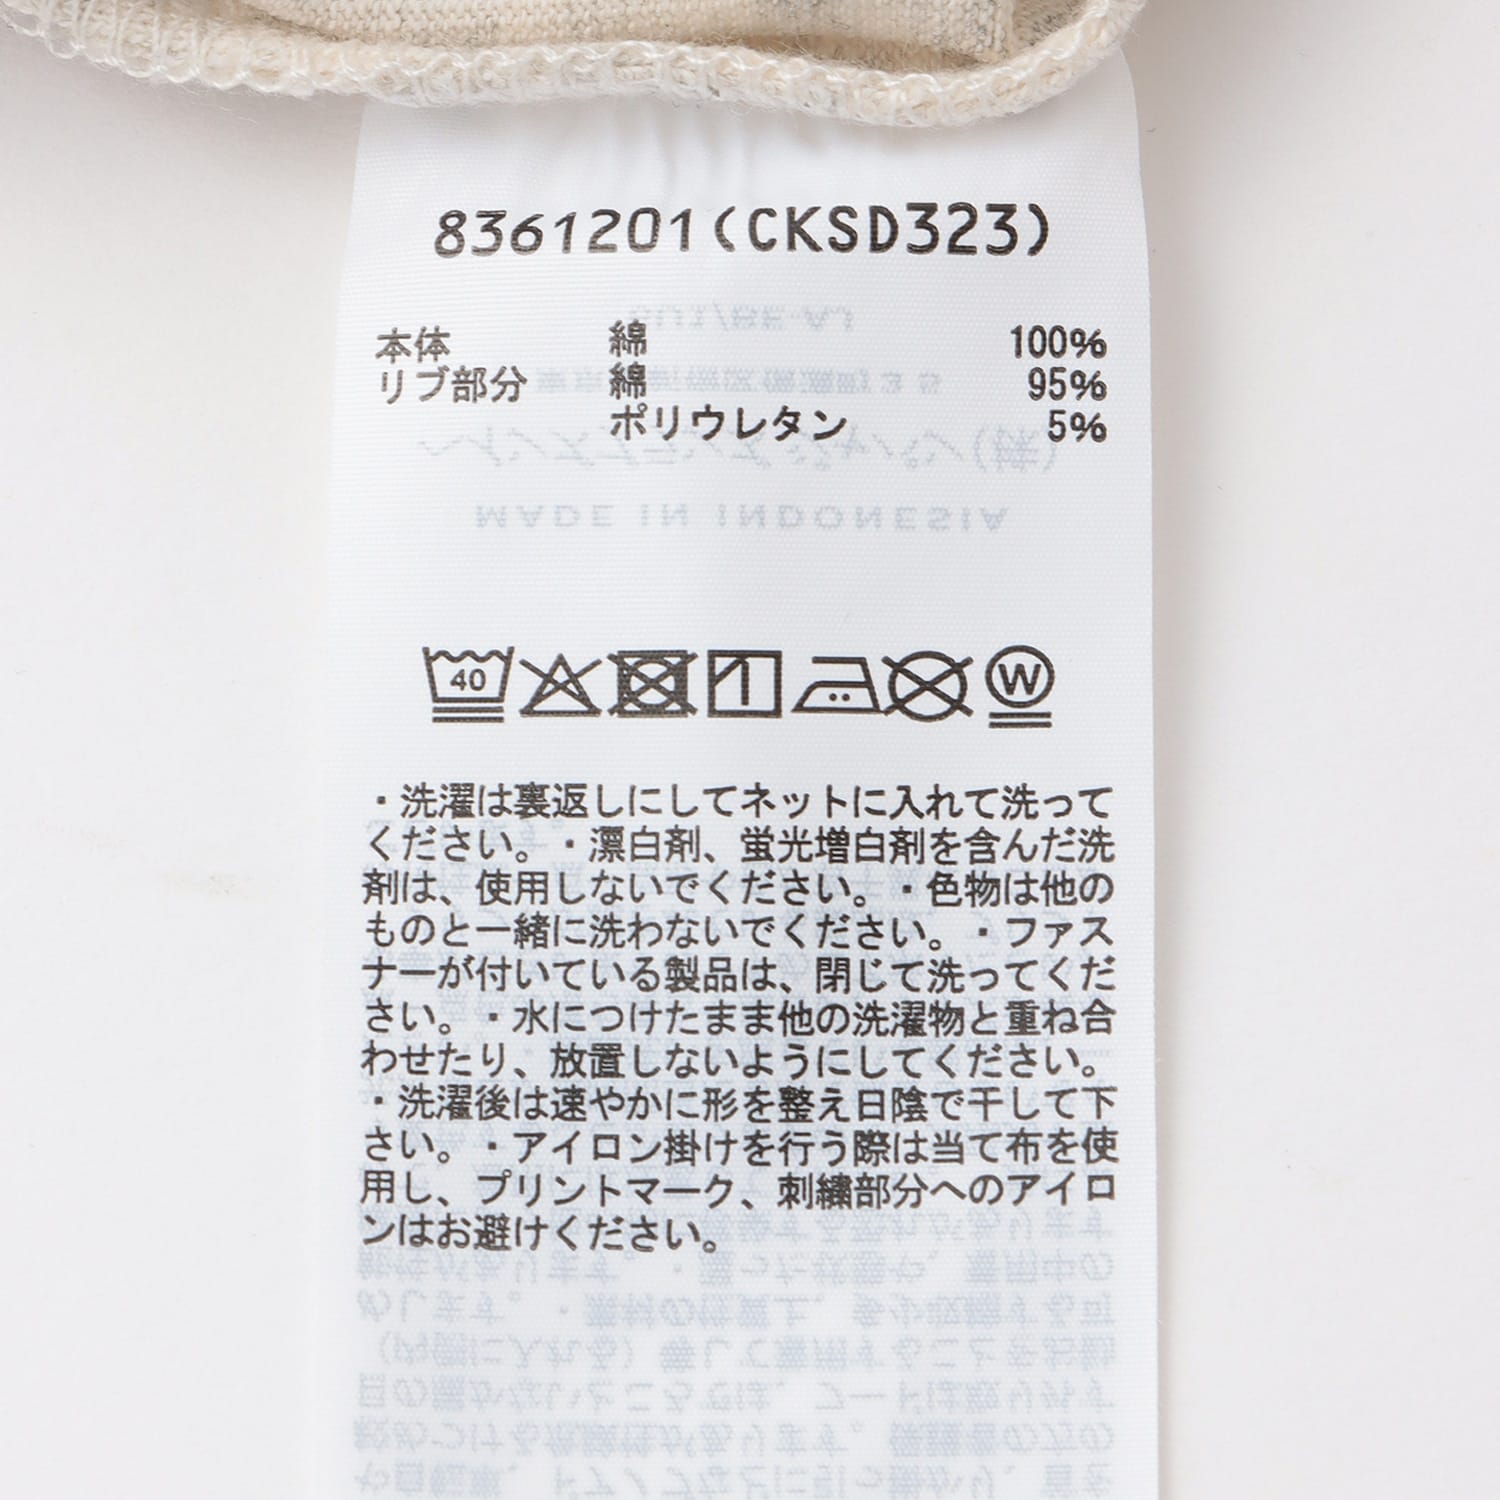 8361201(CKSD323)
本体 綿 100%
リブ部分 綿 95%
ポリウレタン 5%
MADE IN INDONESIA
40
W
・洗濯は裏返しにしてネットに入れて洗って
ください。・漂白剤、蛍光増白剤を含んだ洗
剤は、使用しないでください。・色物は他の
ものと一緒に洗わないでください。・ファス
ナーが付いている製品は、閉じて洗ってくだ
さい。・水につけたまま他の洗濯物と重ね合
わせたり、放置しないようにしてください。
・洗濯後は速やかに形を整え日陰で干して下
さい。・アイロン掛けを行う際は当て布を使
用し、プリントマーク、刺繍部分へのアイロ
ンはお避けください。